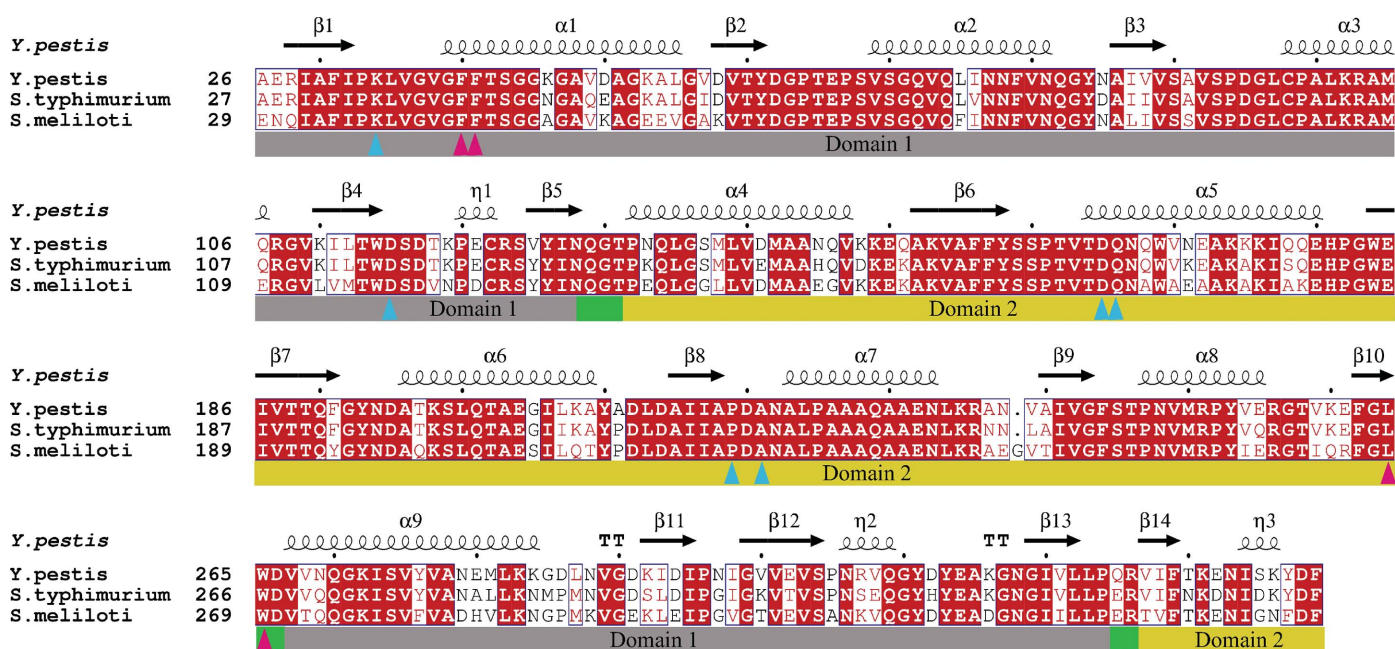 β1 α1 β2 α2 β3 α3
Y.pestis
Y.pestis 26 AERIAFIPKLVGVGFFTSGGKGAVDAGKALGVDVTYDGPTEPSVSGQVQLINNFVNQGYNAIVVSAVSPDGLCPALKRAM
S.typhimurium 27 AERIAFIPKLVGVGFFTSGGNGAQEAGKALGIDVTYDGPTEPSVSGQVQLVNNFVNQGYDAIIVSAVSPDGLCPALKRAM
S.meliloti 29 ENQIAFIPKLVGVGFFTSGGAGAVKAGEEVGAKVTYDGPTEPSVSGQVQFINNFVNQGYNALIVSSVSPDGLCPALKRAM
Domain 1
β4 η1 β5 α4 β6 α5
Y.pestis
Y.pestis 106 QRGVKILTWDSDTKPECRSVYINQGTPNQLGSMLVDMAANQVKKEQAKVAFFYSSPTVTDQNQWVNEAKKKIQQEHPGWE
S.typhimurium 107 QRGVKILTWDSDTKPECRSYYINQGTPKQLGSMLVEMAAHQVDKEKAKVAFFYSSPTVTDQNQWVKEAKAKISQEHPGWE
S.meliloti 109 ERGVLVMTWDSDVNPDCRSYYINQGTPEQLGGLLVDMAAEGVKKEKAKVAFFYSSPTVTDQNAWAEAAKAKIAKEHPGWE
Domain 1 Domain 2
β7 α6 β8 α7 β9 α8 β10
Y.pestis
Y.pestis 186 IVTTQFGYNDATKSLQTAEGILKAYADLDAIIAPDANALPAAAQAAENLKRAN.VAIVGFSTPNVMRPYVERGTVKEFGL
S.typhimurium 187 IVTTQFGYNDATKSLQTAEGIIKAYPDLDAIIAPDANALPAAAQAAENLKRNN.LAIVGFSTPNVMRPYVQRGTVKEFGL
S.meliloti 189 IVTTQYGYNDAQKSLQTAESILQTYPDLDAIIAPDANALPAAAQAAENLKRAEGVTIVGFSTPNVMRPYIERGTIQRFGL
Domain 2
α9 TT β11 β12 η2 TT β13 β14 η3
Y.pestis
Y.pestis 265 WDVVNQGKISVYVANEMLKKGDLNVGDKIDIPNIGVVEVSPNRVQGYDYEAKGNGIVLLPQRVIFTKENISKYDF
S.typhimurium 266 WDVVQQGKISVYVANALLKNMPMNVGDSLDIPGIGKVTVSPNSEQGYHYEAKGNGIVLLPERVIFNKDNIDKYDF
S.meliloti 269 WDVTQQGKISVFVADHVLKNGPMKVGEKLEIPGVGTVEVSANKVQGYDYEADGNGIILLPERTVFTKENIGNFDF
Domain 1 Domain 2